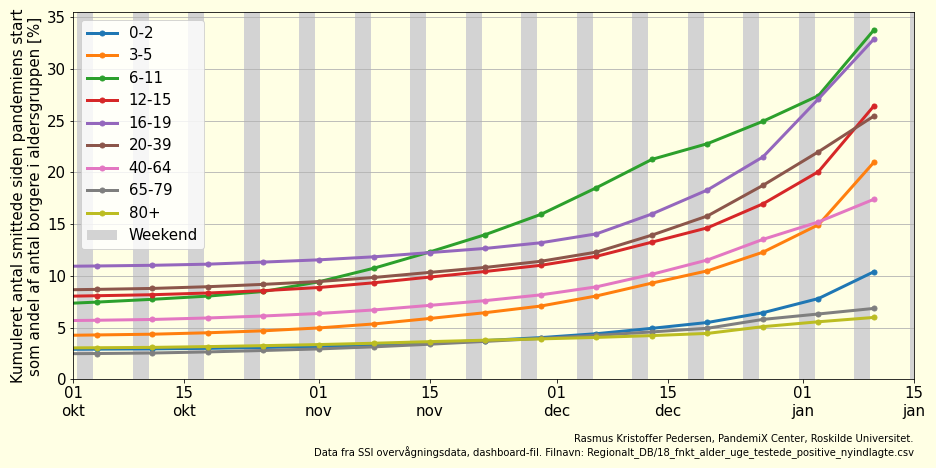 Kumuleret antal smittede siden pandemiens start
som andel af antal borgere i aldersgruppen [%]
35
30
25
20
15
10
5
0
0-2
3-5
6-11
12-15
16-19
20-39
40-64
65-79
80+
Weekend
01 15 01 15 01 15 01 15
okt okt nov nov dec dec jan jan
Rasmus Kristoffer Pedersen, PandemiX Center, Roskilde Universitet.
Data fra SSI overvågningsdata, dashboard-fil. Filnavn: Regionalt_DB/18_fnkt_alder_uge_testede_positive_nyindlagte.csv